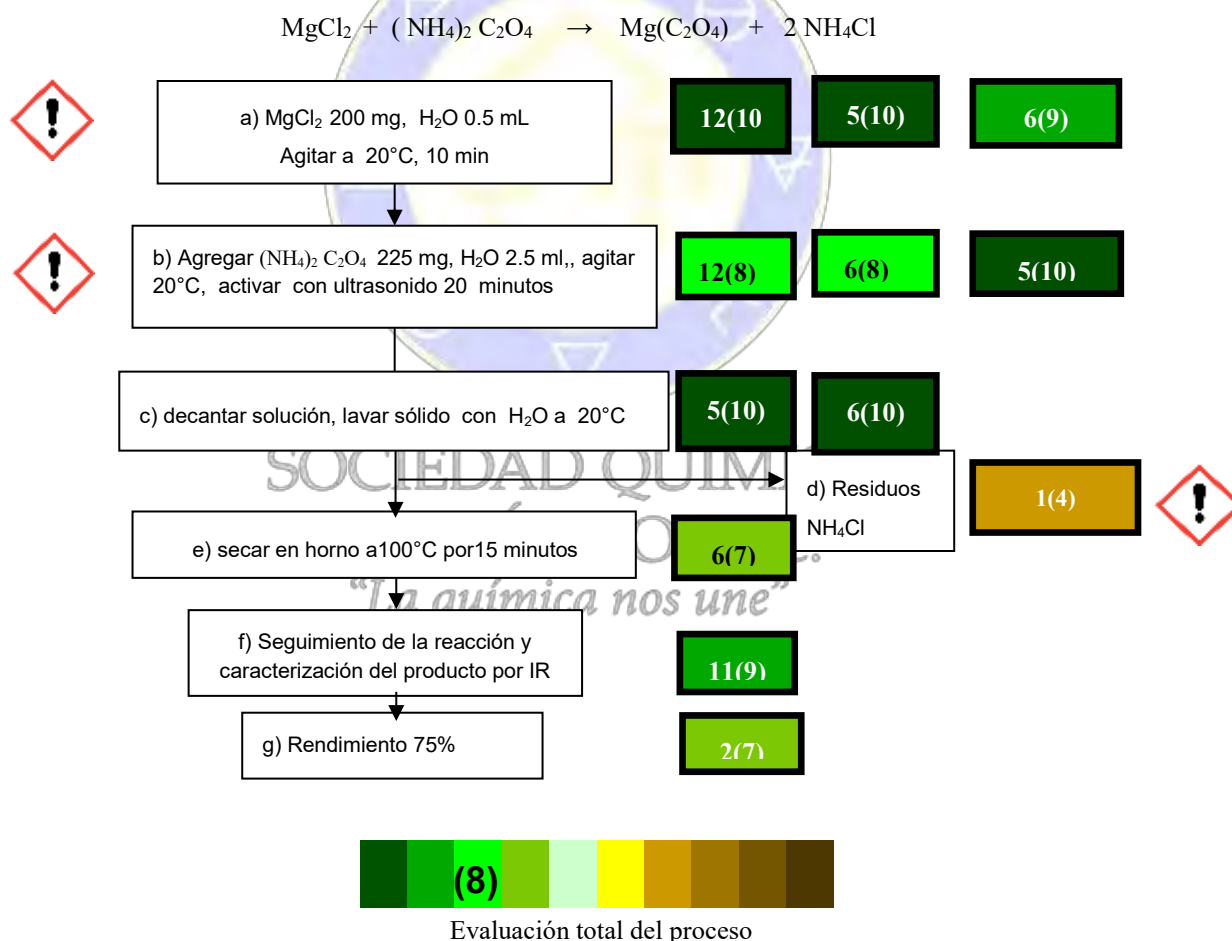 MgCl₂ + ( NH₄)₂ C₂O₄ → Mg(C₂O₄) + 2 NH₄Cl
a) MgCl₂ 200 mg, H₂O 0.5 mL
Agitar a 20°C, 10 min
12(10
5(10)
6(9)
b) Agregar (NH₄)₂ C₂O₄ 225 mg, H₂O 2.5 ml,, agitar
20°C, activar con ultrasonido 20 minutos
12(8)
6(8)
5(10)
c) decantar solución, lavar sólido con H₂O a 20°C
5(10)
6(10)
SOCIEDAD
d) Residuos
NH₄Cl
1(4)
e) secar en horno a100°C por15 minutos
6(7)
“La química nos une”
f) Seguimiento de la reacción y
caracterización del producto por IR
11(9)
g) Rendimiento 75%
2(7)
(8)
Evaluación total del proceso